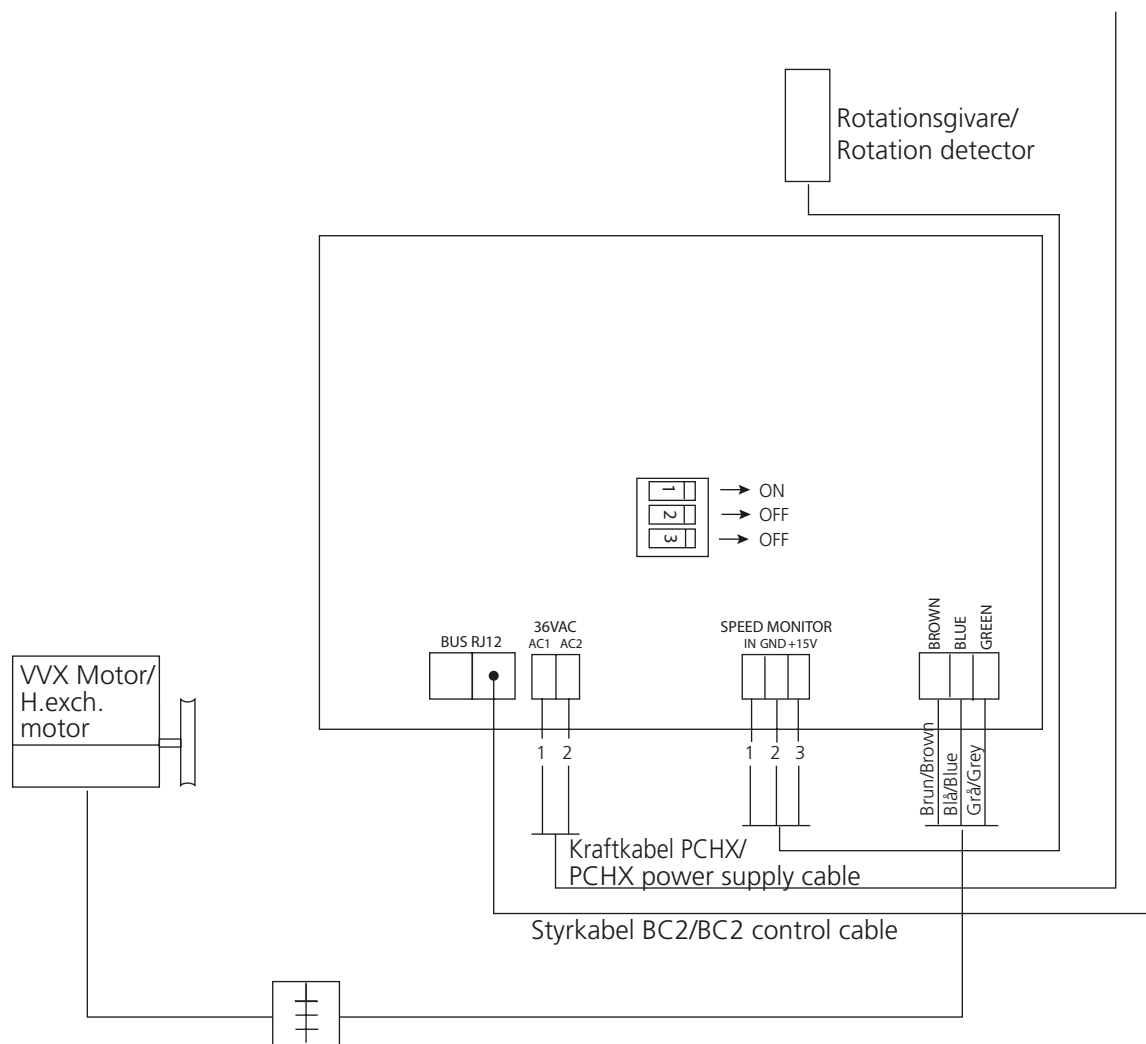 Rotationsgivare/
Rotation detector
1 ON
2 OFF
3 OFF
BUS RJ12
36VAC
AC1 AC2
SPEED MONITOR
IN GND +15V
BROWN
BLUE
GREEN
VVX Motor/
H.exch.
motor
1 2
1 2 3
Brun/Brown
Blå/Blue
Grå/Grey
Kraftkabel PCHX/
PCHX power supply cable
Styrkabel BC2/BC2 control cable